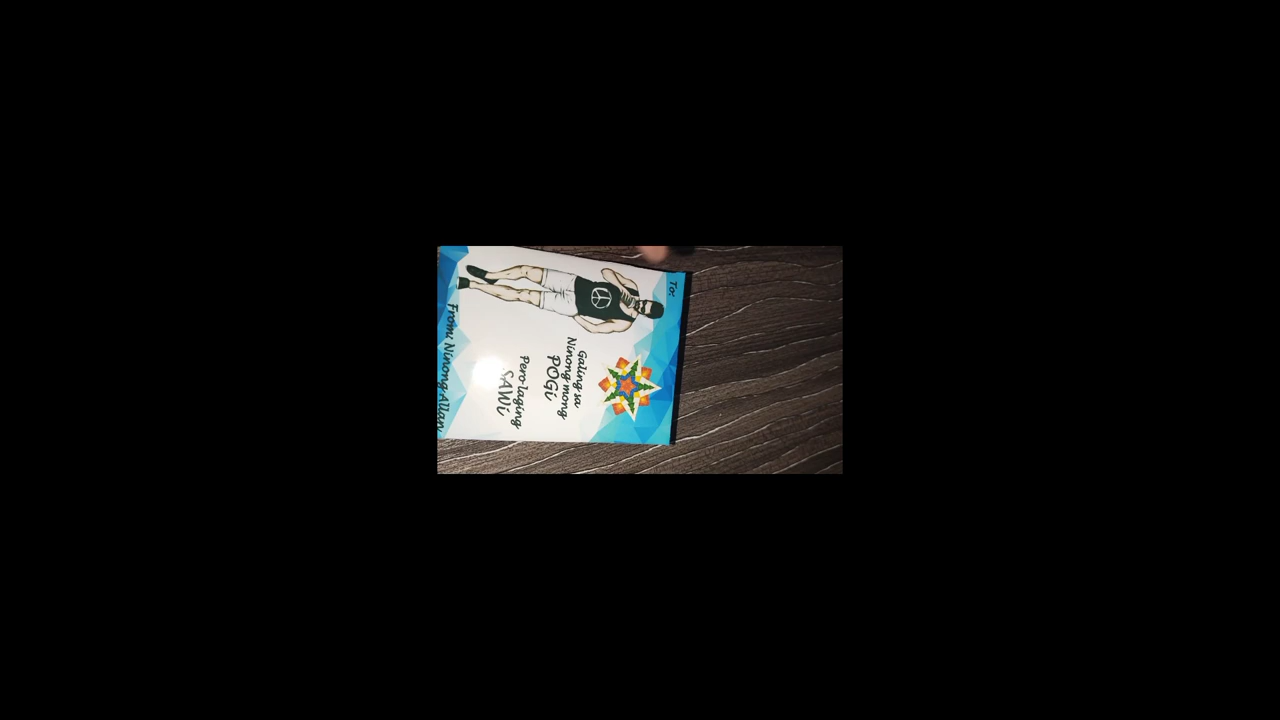 To:
Galing sa
Ninong mong
POGi
Pero laging
SAWi
From: Ninong Allan